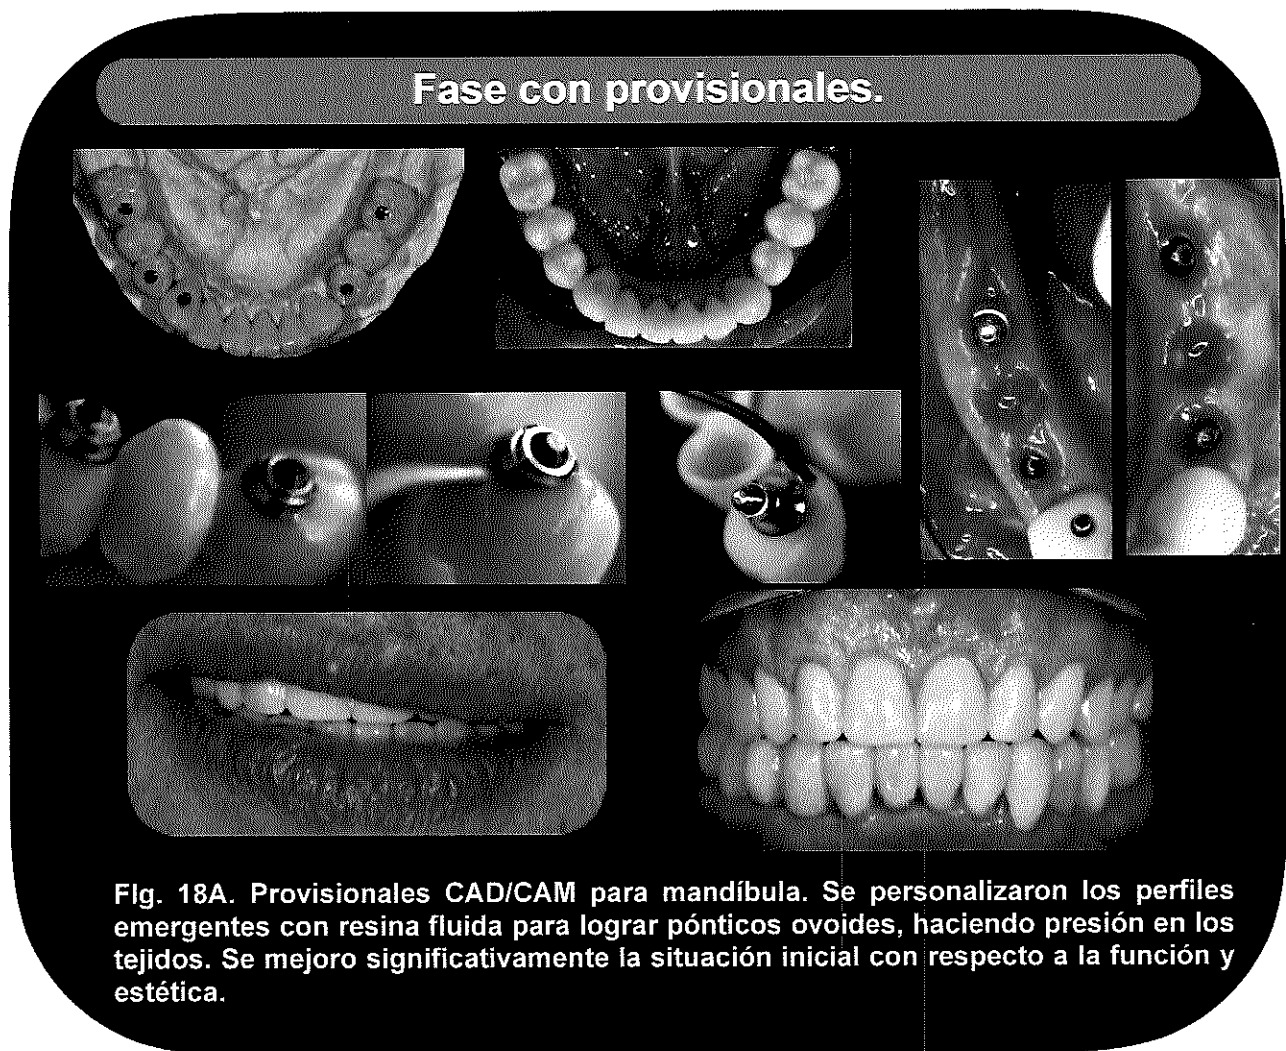 Fase con provisionales.
FIg. 18A. Provisionales CAD/CAM para mandíbula. Se personalizaron los perfiles
emergentes con resina fluida para lograr pónticos ovoides, haciendo presión en los
tejidos. Se mejoro significativamente la situación inicial con respecto a la función y
estética.